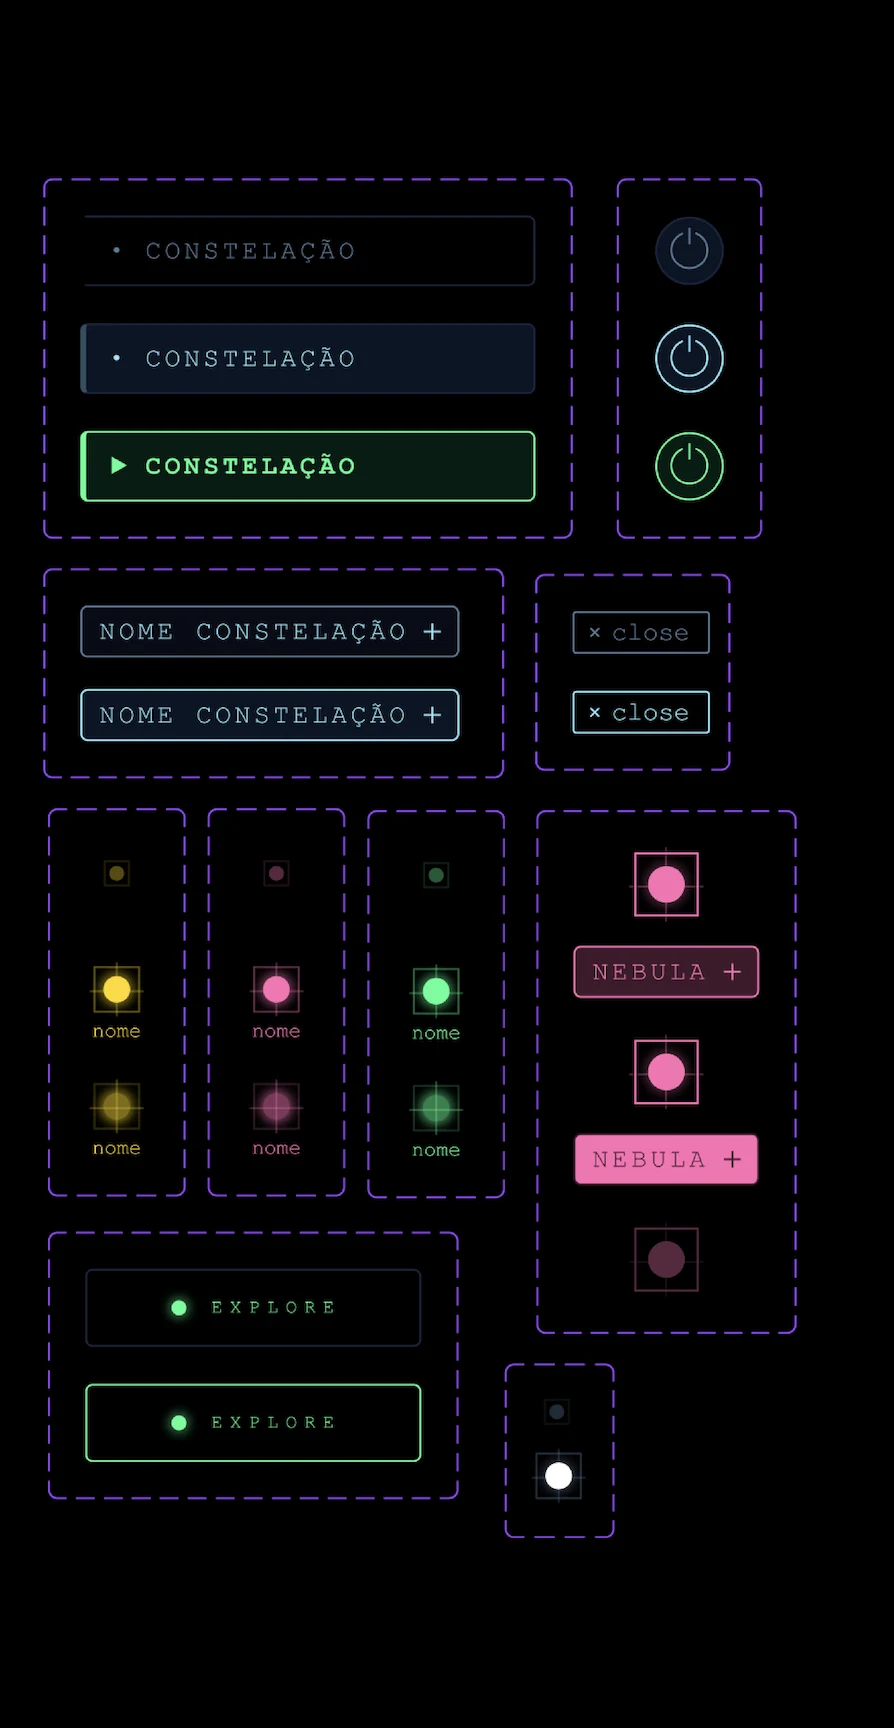 • CONSTELAÇÃO
• CONSTELAÇÃO
CONSTELAÇÃO
NOME CONSTELAÇÃO +
NOME CONSTELAÇÃO +
× close
× close
nome
nome
nome
nome
nome
nome
NEBULA +
NEBULA +
EXPLORE
EXPLORE